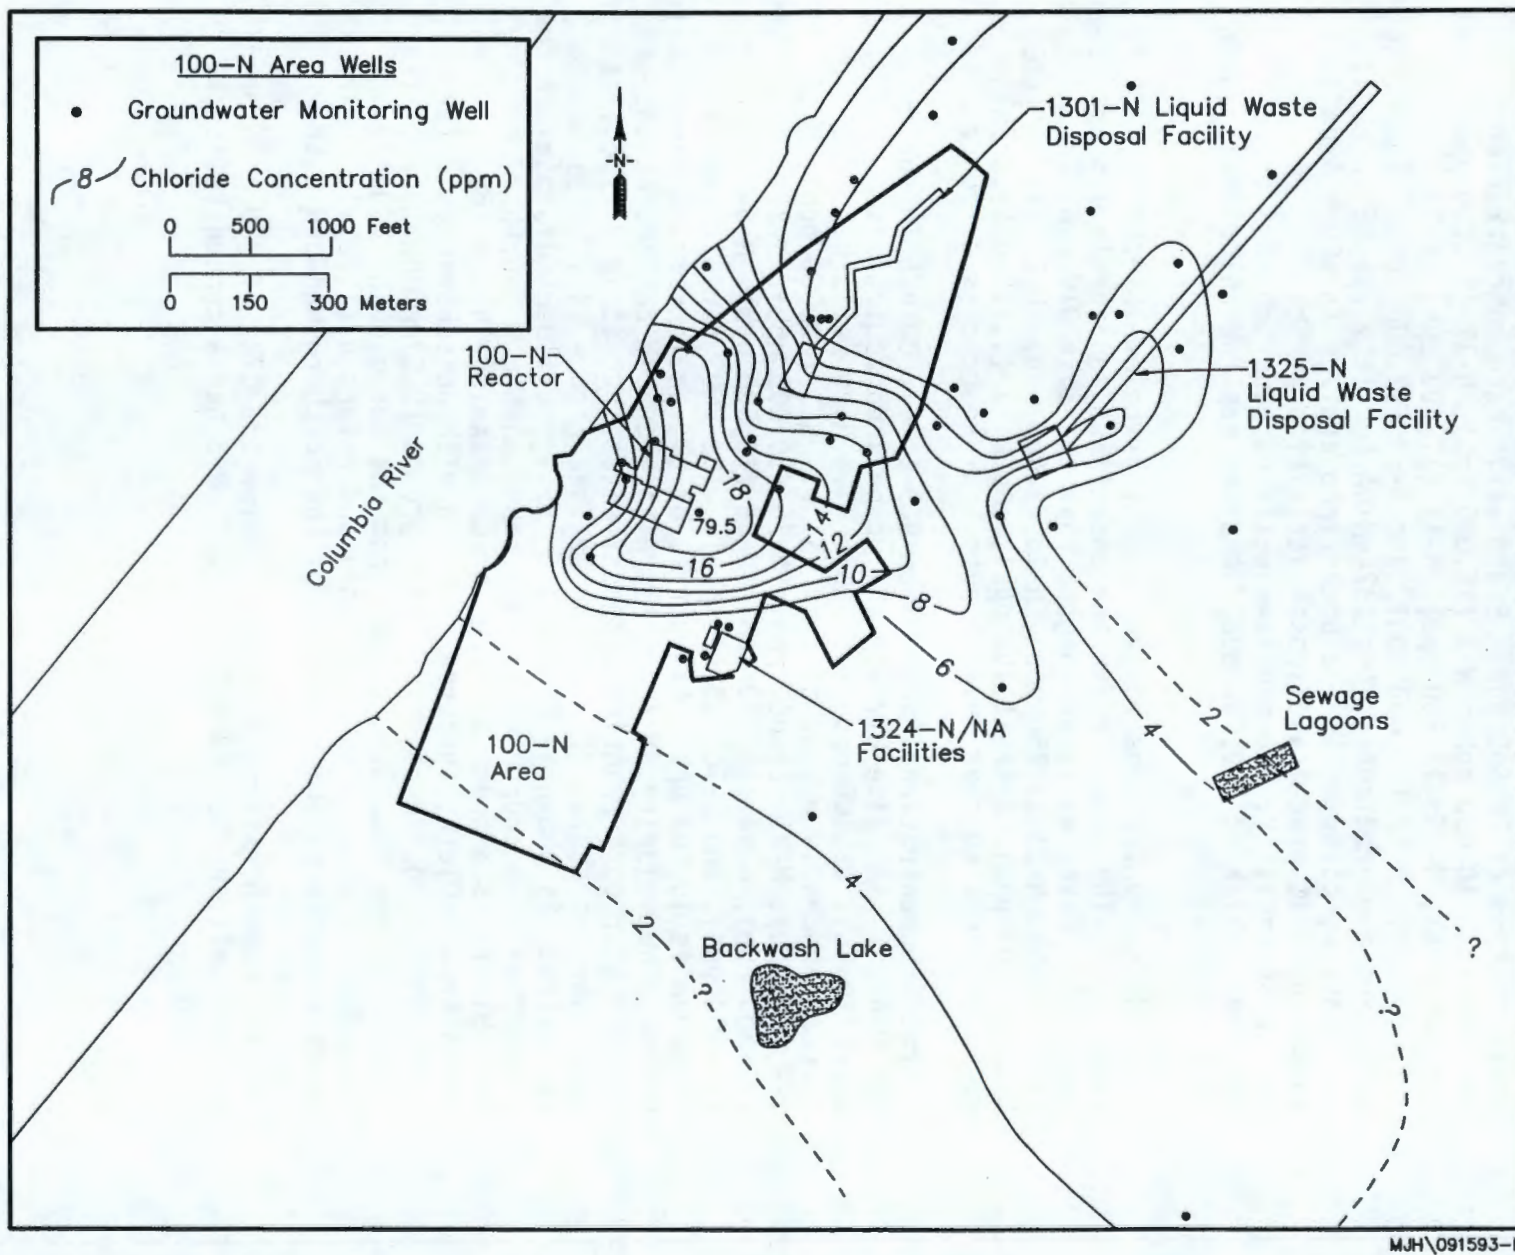 100-N Area Wells
Groundwater Monitoring Well
8 Chloride Concentration (ppm)
0 500 1000 Feet
0 150 300 Meters
-N-
1301-N Liquid Waste
Disposal Facility
100-N
Reactor
1325-N
Liquid Waste
Disposal Facility
Columbia River
18
79.5
14
12
16
10
8
6
1324-N/NA
Facilities
Sewage
Lagoons
2
4
100-N
Area
4
2
?
?
Backwash Lake
?
MJH\091593-